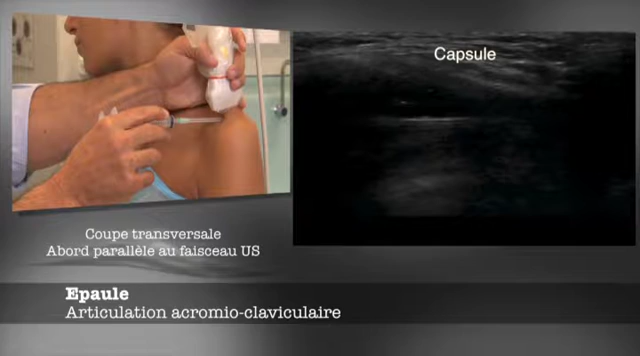 Capsule
Coupe transversale
Abord parallèle au faisceau US
Epaule
Articulation acromio-claviculaire